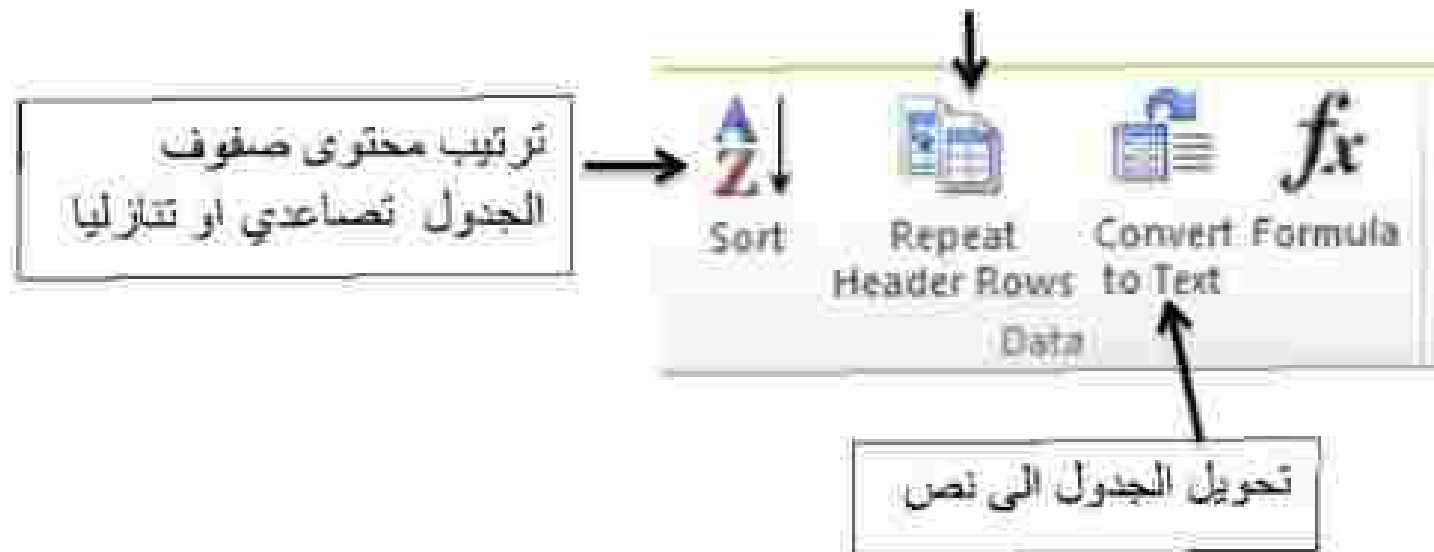 ترتيب محتوى صفوف
الجدول تصاعدي او تنازليا
Sort
Repeat
Header Rows
Convert
to Text
Formula
Data
تحويل الجدول الى نص